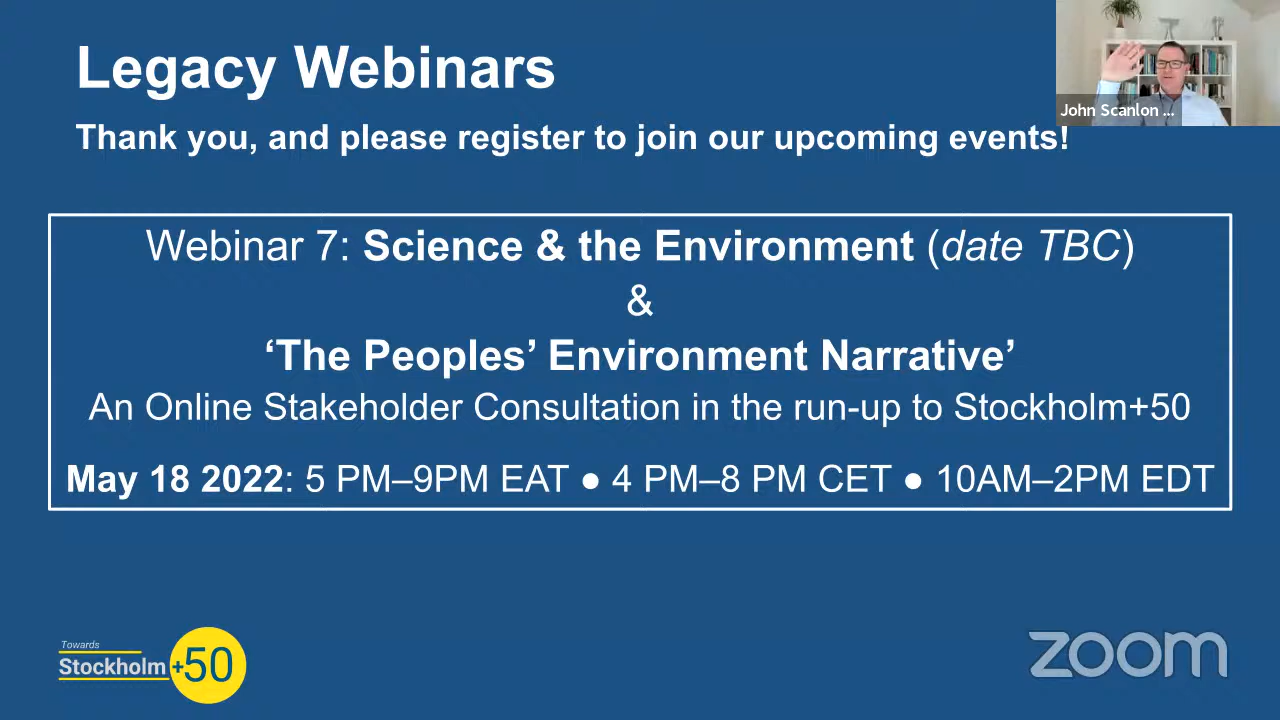 Legacy Webinars
John Scanlon ...
Thank you, and please register to join our upcoming events!
Webinar 7: Science & the Environment (date TBC)
&
‘The Peoples’ Environment Narrative’
An Online Stakeholder Consultation in the run-up to Stockholm+50
May 18 2022: 5 PM–9PM EAT ● 4 PM–8 PM CET ● 10AM–2PM EDT
Towards
Stockholm+50
zoom